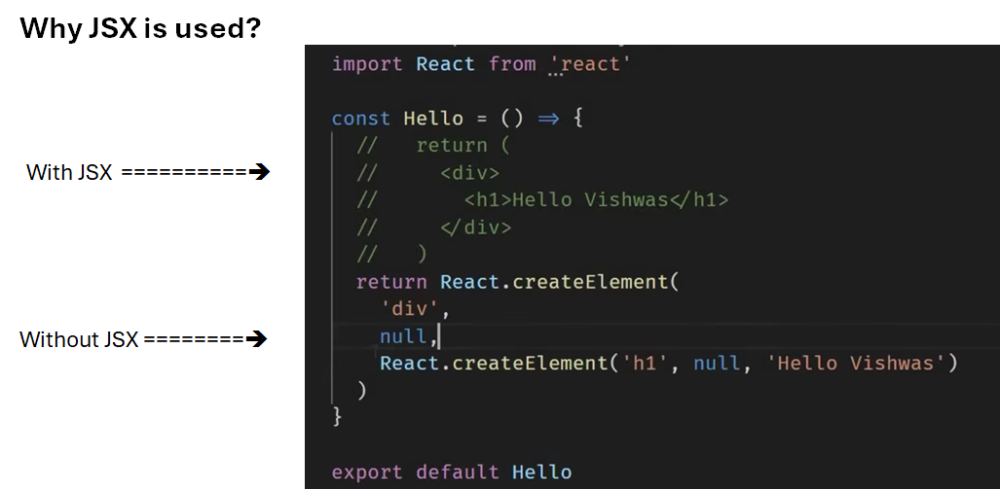 Why JSX is used?
import React from 'react'
const Hello = () => {
//   return (
With JSX ==========➔
//     <div>
//       <h1>Hello Vishwas</h1>
//     </div>
//   )
return React.createElement(
'div',
Without JSX ========➔
null,
React.createElement('h1', null, 'Hello Vishwas')
)
}
export default Hello